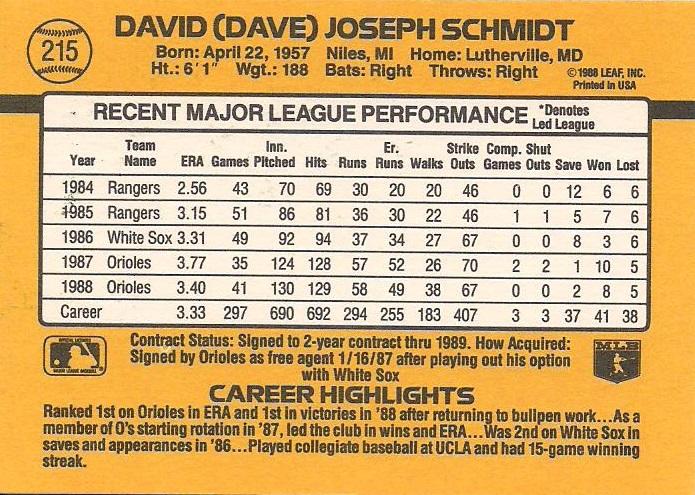 215
DAVID (DAVE) JOSEPH SCHMIDT
Born: April 22, 1957 Niles, MI Home: Lutherville, MD
Ht.: 6' 1" Wgt.: 188 Bats: Right Throws: Right
©1988 LEAF, INC.
Printed in USA
RECENT MAJOR LEAGUE PERFORMANCE *Denotes
Led League
Year Team Name ERA Games Inn. Pitched Hits Runs Er. Runs Walks Strike Outs Comp. Games Shut Outs Save Won Lost
1984 Rangers 2.56 43 70 69 30 20 20 46 0 0 12 6 6
1985 Rangers 3.15 51 86 81 36 30 22 46 1 1 5 7 6
1986 White Sox 3.31 49 92 94 37 34 27 67 0 0 8 3 6
1987 Orioles 3.77 35 124 128 57 52 26 70 2 2 1 10 5
1988 Orioles 3.40 41 130 129 58 49 38 67 0 0 2 8 5
Career 3.33 297 690 692 294 255 183 407 3 3 37 41 38
Contract Status: Signed to 2-year contract thru 1989. How Acquired:
Signed by Orioles as free agent 1/16/87 after playing out his option
with White Sox
OFFICIAL LICENSEE
MAJOR LEAGUE BASEBALL
MLB
CAREER HIGHLIGHTS
Ranked 1st on Orioles in ERA and 1st in victories in '88 after returning to bullpen work...As a
member of O's starting rotation in '87, led the club in wins and ERA...Was 2nd on White Sox in
saves and appearances in '86...Played collegiate baseball at UCLA and had 15-game winning
streak.